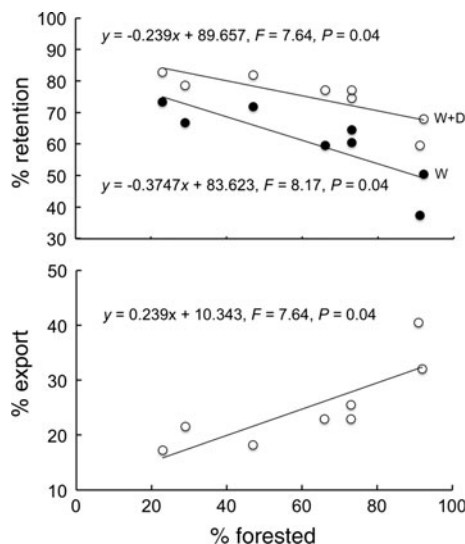 y = -0.239x + 89.657, F = 7.64, P = 0.04
100
90
80
70
60
50
40
30
% retention
W+D
W
y = -0.3747x + 83.623, F = 8.17, P = 0.04
50
40
30
20
10
% export
y = 0.239x + 10.343, F = 7.64, P = 0.04
0 20 40 60 80 100
% forested